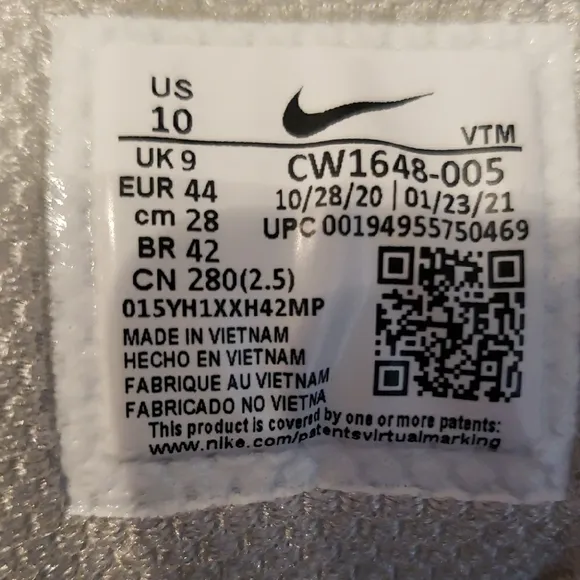 US
10
VTM
UK 9
EUR 44
cm 28
BR 42
CN 280(2.5)
CW1648-005
10/28/20 | 01/23/21
UPC 00194955750469
015YH1XXH42MP
MADE IN VIETNAM
HECHO EN VIETNAM
FABRIQUE AU VIETNAM
FABRICADO NO VIETNA
This product is covered by one or more patents:
www.nike.com/patentsvirtualmarking